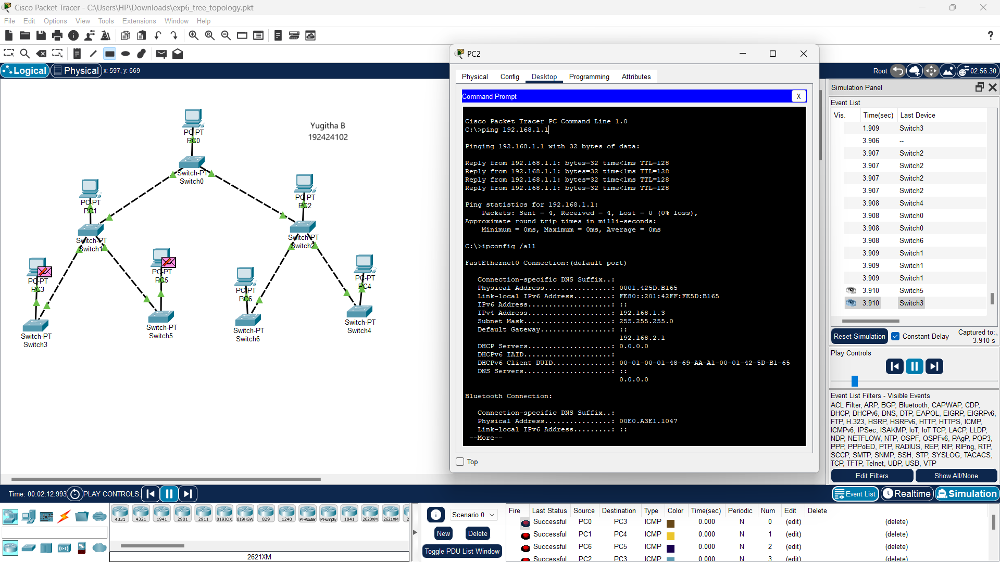 Cisco Packet Tracer - C:\Users\HP\Downloads\exp6_tree_topology.pkt
File Edit Options View Tools Extensions Window Help
Logical Physical x: 597, y: 669
Root 02:56:30
Yugitha B
192424102
PC-PT
PC0
Switch-PT
Switch0
PC-PT
PC1
PC-PT
PC2
Switch-PT
Switch1
Switch-PT
Switch2
PC-PT
PC3
PC-PT
PC5
PC-PT
PC6
PC-PT
PC4
Switch-PT
Switch3
Switch-PT
Switch5
Switch-PT
Switch6
Switch-PT
Switch4
PC2
Physical Config Desktop Programming Attributes
Command Prompt X
Cisco Packet Tracer PC Command Line 1.0
C:\>ping 192.168.1.1
Pinging 192.168.1.1 with 32 bytes of data:
Reply from 192.168.1.1: bytes=32 time<1ms TTL=128
Reply from 192.168.1.1: bytes=32 time<1ms TTL=128
Reply from 192.168.1.1: bytes=32 time<1ms TTL=128
Reply from 192.168.1.1: bytes=32 time<1ms TTL=128
Ping statistics for 192.168.1.1:
Packets: Sent = 4, Received = 4, Lost = 0 (0% loss),
Approximate round trip times in milli-seconds:
Minimum = 0ms, Maximum = 0ms, Average = 0ms
C:\>ipconfig /all
FastEthernet0 Connection:(default port)
Connection-specific DNS Suffix..:
Physical Address................: 0001.425D.B165
Link-local IPv6 Address.........: FE80::201:42FF:FE5D:B165
IPv6 Address....................: ::
IPv4 Address....................: 192.168.1.3
Subnet Mask.....................: 255.255.255.0
Default Gateway.................: ::
192.168.2.1
DHCP Servers....................: 0.0.0.0
DHCPv6 IAID.....................:
DHCPv6 Client DUID..............: 00-01-00-01-48-69-AA-A1-00-01-42-5D-B1-65
DNS Servers.....................: ::
0.0.0.0
Bluetooth Connection:
Connection-specific DNS Suffix..:
Physical Address................: 00E0.A3E1.1047
Link-local IPv6 Address.........: ::
--More--
Top
Simulation Panel
Event List
Vis. Time(sec) Last Device
1.909 Switch3
3.906 --
3.907 Switch2
3.907 Switch2
3.907 Switch2
3.907 Switch2
3.908 Switch4
3.908 Switch0
3.908 Switch0
3.908 Switch6
3.909 Switch1
3.909 Switch1
3.909 Switch1
3.910 Switch5
3.910 Switch3
Reset Simulation Constant Delay Captured to:
3.910 s
Play Controls
Event List Filters - Visible Events
ACL Filter, ARP, BGP, Bluetooth, CAPWAP, CDP,
DHCP, DHCPv6, DNS, DTP, EAPOL, EIGRP, EIGRPv6,
FTP, H.323, HSRP, HSRPv6, HTTP, HTTPS, ICMP,
ICMPv6, IPSec, ISAKMP, IoT, IoT TCP, LACP, LLDP,
NDP, NETFLOW, NTP, OSPF, OSPFv6, PAgP, POP3,
PPP, PPPoED, PTP, RADIUS, REP, RIP, RIPng, RTP,
SCCP, SMTP, SNMP, SSH, STP, SYSLOG, TACACS,
TCP, TFTP, Telnet, UDP, USB, VTP
Edit Filters Show All/None
Time: 00:02:12.993 PLAY CONTROLS:
Event List Realtime Simulation
4331 4321 1941 2901 2911 819IOX 819HGW 829 1240 PT-Router PT-Empty 1841 2620XM 2621XM 2
2621XM
Scenario 0
New Delete
Toggle PDU List Window
Fire Last Status Source Destination Type Color Time(sec) Periodic Num Edit Delete
Successful PC0 PC3 ICMP 0.000 N 0 (edit) (delete)
Successful PC1 PC4 ICMP 0.000 N 1 (edit) (delete)
Successful PC6 PC5 ICMP 0.000 N 2 (edit) (delete)
Successful PC2 PC3 ICMP 0.000 N 3 (edit) (delete)